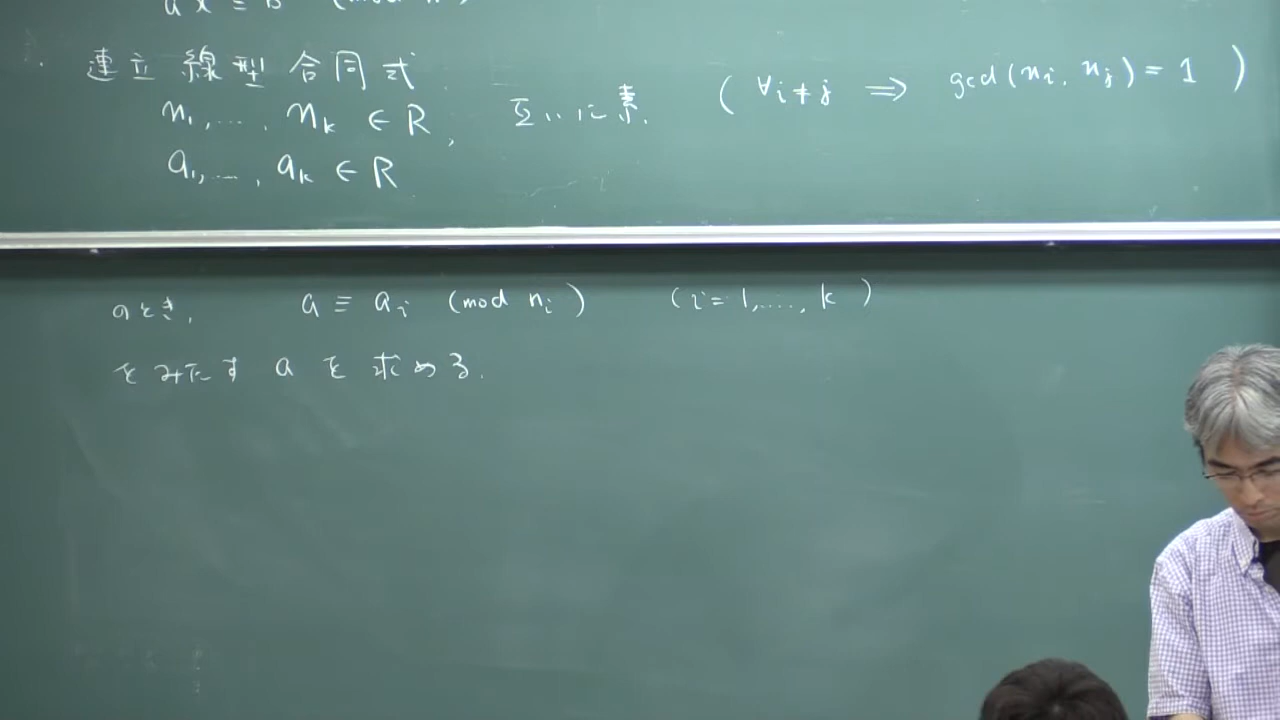 a x ≡ B (mod n)
・連立線型合同式
n₁, …, nₖ ∈ R, 互いに素. (∀i≠j ⟹ gcd(nᵢ, nⱼ) = 1)
a₁, …, aₖ ∈ R
のとき, a ≡ aᵢ (mod nᵢ) (i = 1, …, k)
をみたす a を求める.